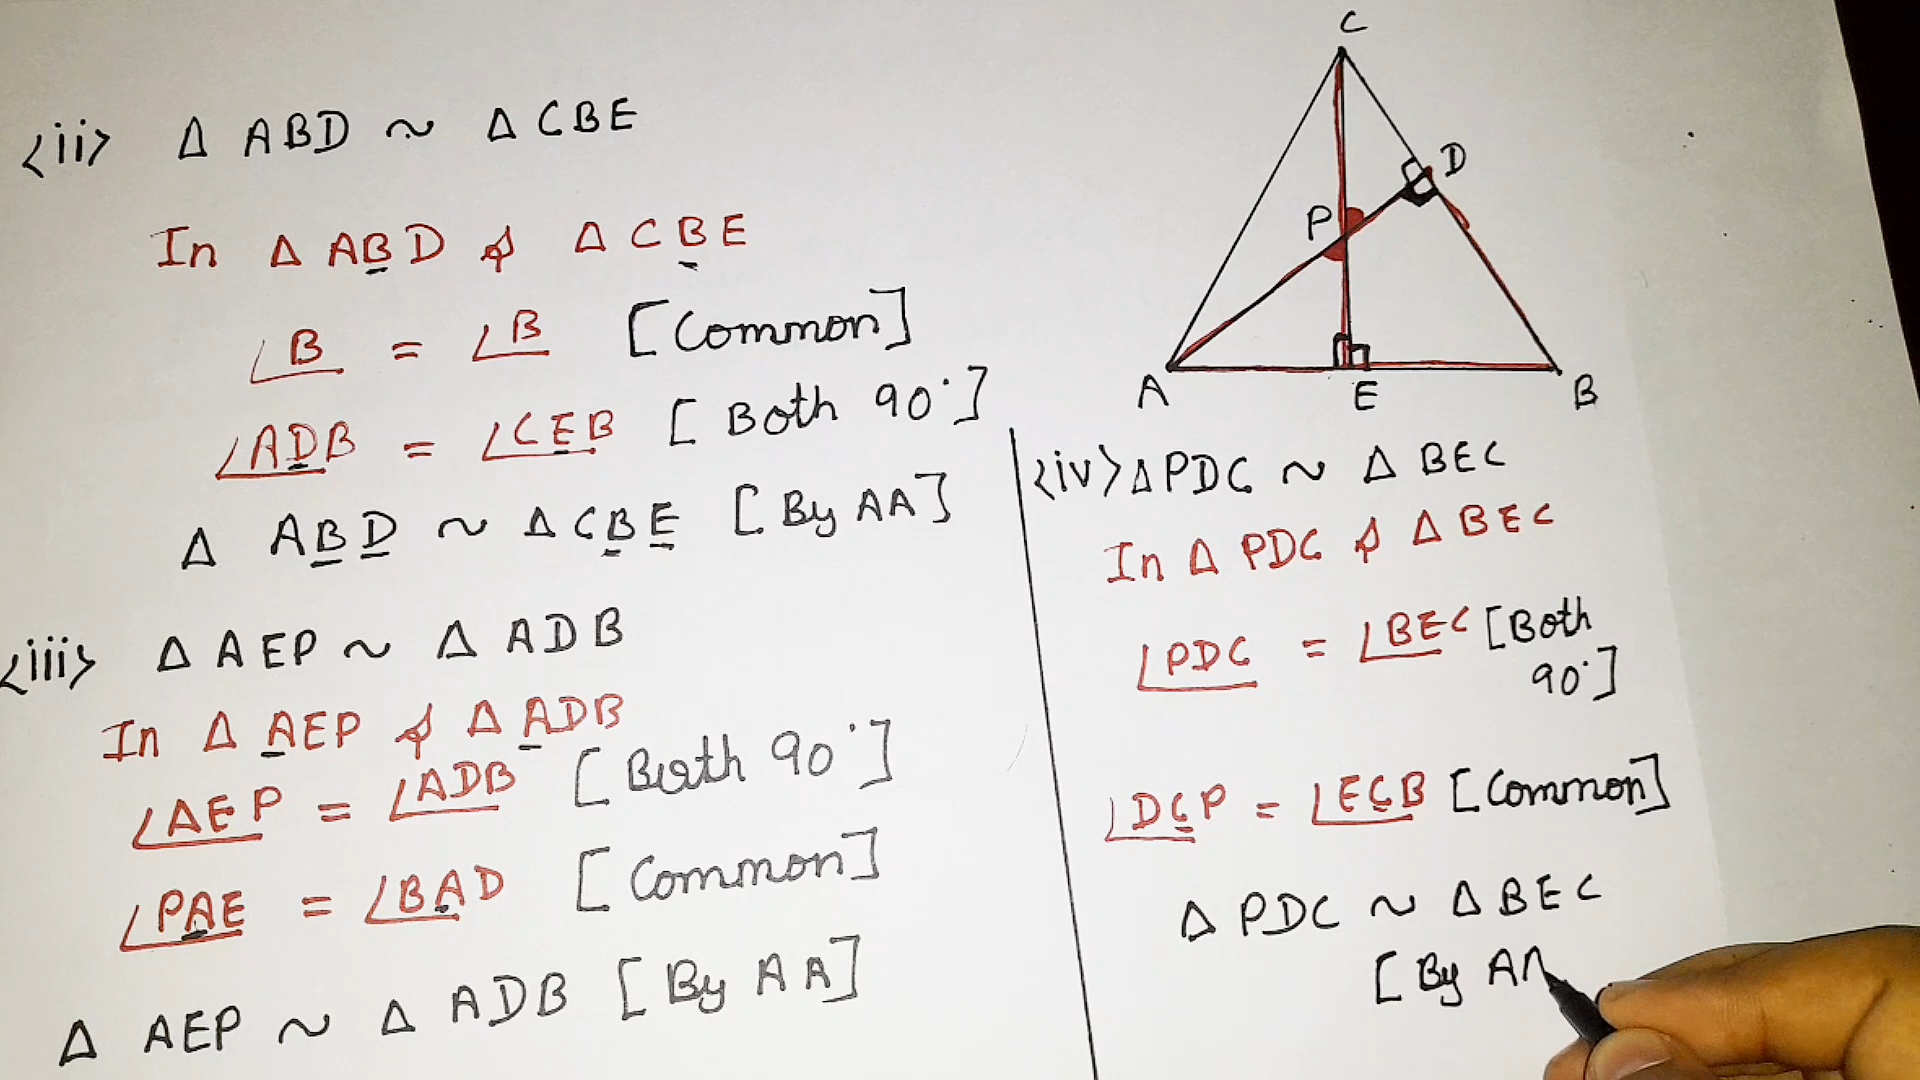 <ii> Δ ABD ~ Δ CBE
In Δ ABD & Δ CBE
∠B = ∠B [Common]
∠ADB = ∠CEB [Both 90°]
Δ ABD ~ Δ CBE [By AA]
<iii> Δ AEP ~ Δ ADB
In Δ AEP & Δ ADB
∠AEP = ∠ADB [Both 90°]
∠PAE = ∠BAD [Common]
Δ AEP ~ Δ ADB [By AA]
C
D
P
A
E
B
<iv> Δ PDC ~ Δ BEC
In Δ PDC & Δ BEC
∠PDC = ∠BEC [Both
90°]
∠DCP = ∠ECB [Common]
Δ PDC ~ Δ BEC
[By AA